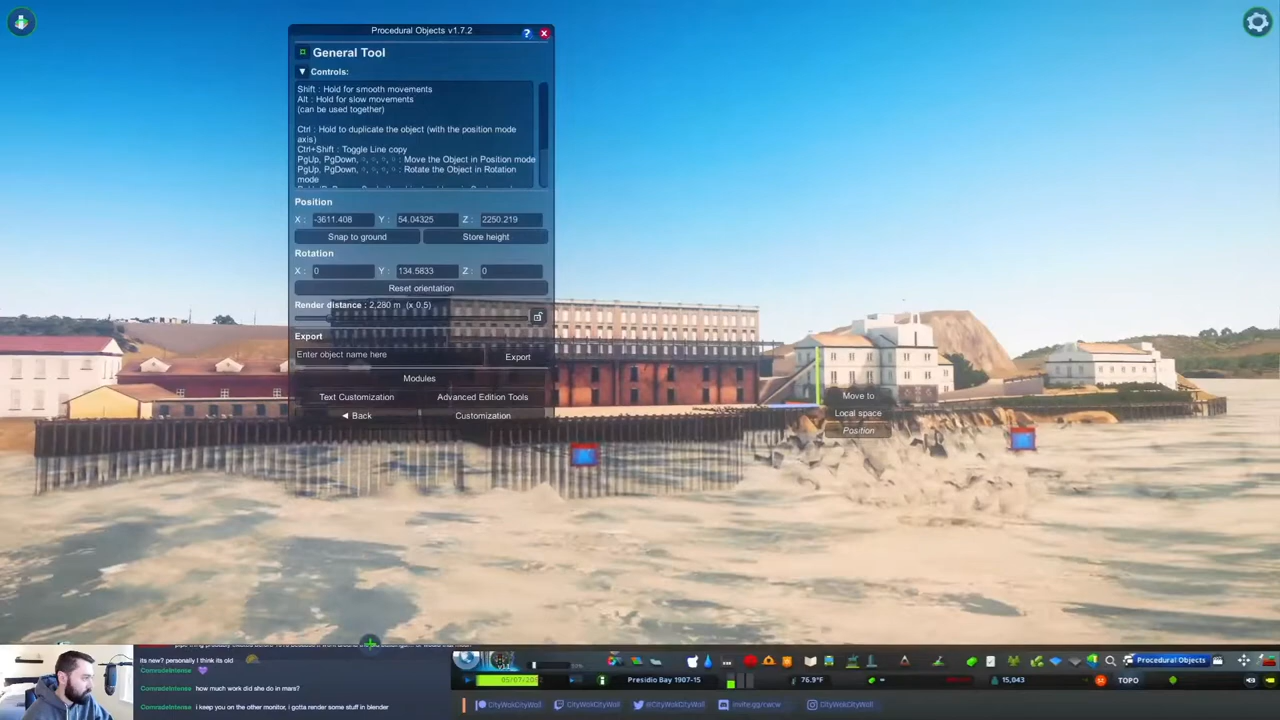 Procedural Objects v1.7.2
?
General Tool
Controls:
Shift : Hold for smooth movements
Alt : Hold for slow movements
(can be used together)
Ctrl : Hold to duplicate the object (with the position mode
axis)
Ctrl+Shift : Toggle Line copy
PgUp, PgDown, ○, ○, ○, ○ : Move the Object in Position mode
PgUp, PgDown, ○, ○, ○, ○ : Rotate the Object in Rotation
mode
Position
X : -3611.408 Y : 54.04325 Z : 2250.219
Snap to ground Store height
Rotation
X : 0 Y : 134.5833 Z : 0
Reset orientation
Render distance : 2,280 m (x 0.5)
Export
Enter object name here Export
Modules
Text Customization Advanced Edition Tools
◀ Back Customization
Move to
Local space
Position
its new? personally I think its old
ComradeIntense
ComradeIntense
how much work did she do in mars?
ComradeIntense
i keep you on the other monitor, i gotta render some stuff in blender
Procedural Objects
Presidio Bay 1907-15
76.9°F
15,043
TOPO
CityWokCityWall CityWokCityWall @CityWokCityWall CityWokCityWall